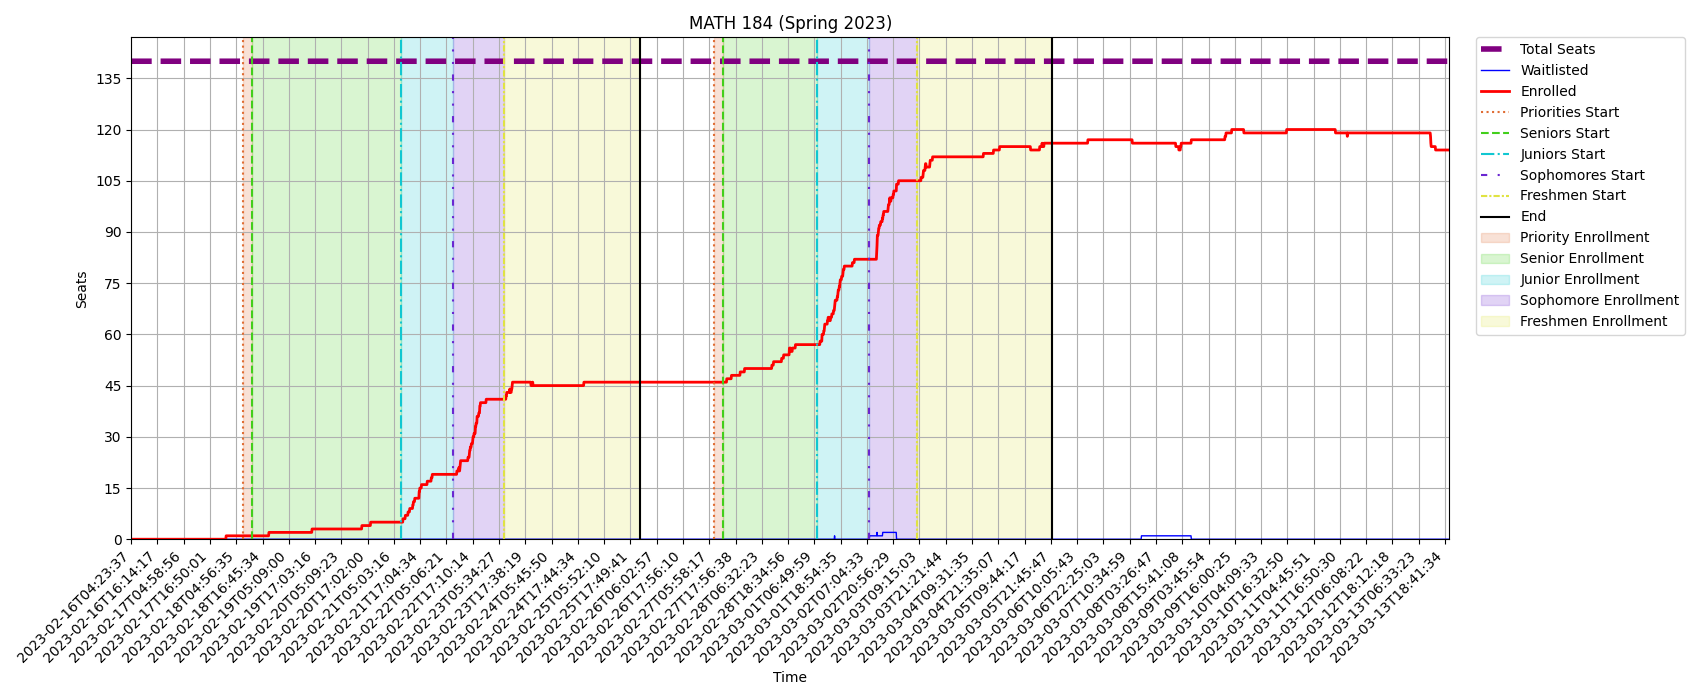 MATH 184 (Spring 2023)
Seats
135
120
105
90
75
60
45
30
15
0
2023-02-16T04:23:37
2023-02-16T16:14:17
2023-02-17T04:58:56
2023-02-17T16:50:01
2023-02-18T04:56:35
2023-02-18T16:45:34
2023-02-19T05:09:00
2023-02-19T17:03:16
2023-02-20T05:09:23
2023-02-20T17:02:00
2023-02-21T05:03:16
2023-02-21T17:04:34
2023-02-22T05:06:21
2023-02-22T17:10:14
2023-02-23T05:34:27
2023-02-23T17:38:19
2023-02-24T05:45:50
2023-02-24T17:44:34
2023-02-25T05:52:10
2023-02-25T17:49:41
2023-02-26T06:02:57
2023-02-26T17:56:10
2023-02-27T05:58:17
2023-02-27T17:56:38
2023-02-28T06:32:23
2023-02-28T18:34:56
2023-03-01T06:49:59
2023-03-01T18:54:35
2023-03-02T07:04:33
2023-03-02T20:56:29
2023-03-03T09:15:03
2023-03-03T21:21:44
2023-03-04T09:31:35
2023-03-04T21:35:07
2023-03-05T09:44:17
2023-03-05T21:45:47
2023-03-06T10:05:43
2023-03-06T22:25:03
2023-03-07T10:34:59
2023-03-08T03:26:47
2023-03-08T15:41:08
2023-03-09T03:45:54
2023-03-09T16:00:25
2023-03-10T04:09:33
2023-03-10T16:32:50
2023-03-11T04:45:51
2023-03-11T16:50:30
2023-03-12T06:08:22
2023-03-12T18:12:18
2023-03-13T06:33:23
2023-03-13T18:41:34
Time
Total Seats
Waitlisted
Enrolled
Priorities Start
Seniors Start
Juniors Start
Sophomores Start
Freshmen Start
End
Priority Enrollment
Senior Enrollment
Junior Enrollment
Sophomore Enrollment
Freshmen Enrollment